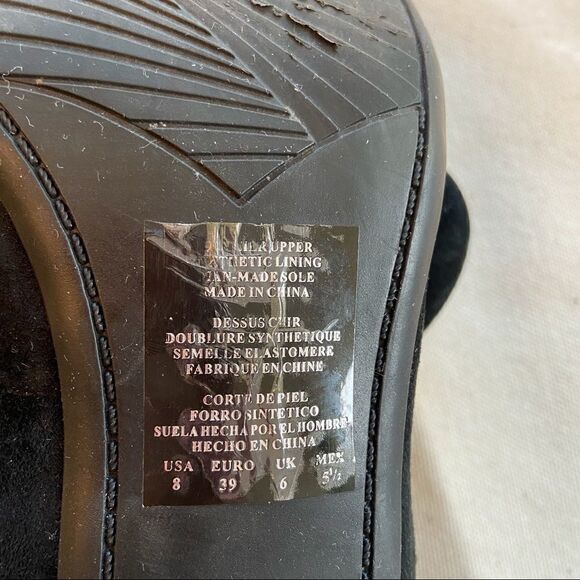 UPPER
LINING
MADE SOLE
MADE IN CHINA
DESSUS CUIR
DOUBLURE SYNTHETIQUE
SEMELLE ELASTOMERE
FABRIQUE EN CHINE
CORTE DE PIEL
FORRO SINTETICO
SUELA HECHA POR EL HOMBRE
HECHO EN CHINA
USA EURO UK MEX
8 39 6 5½